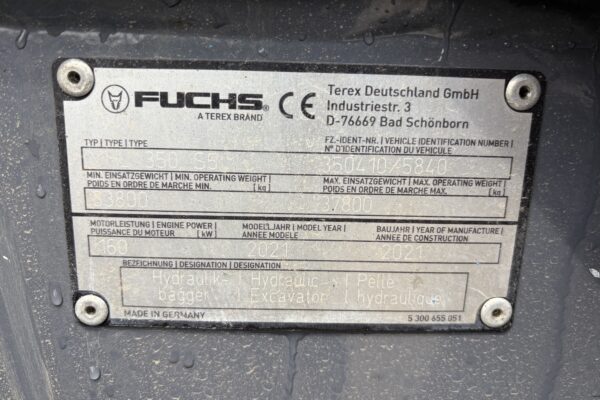 FUCHS®
A TEREX BRAND
CE
Terex Deutschland GmbH
Industriestr. 3
D-76669 Bad Schönborn
TYP | TYPE | TYPE
FZ.-IDENT-NR. | VEHICLE IDENTIFICATION NUMBER |
N° D'IDENTIFICATION DU VEHICULE
MIN. EINSATZGEWICHT | MIN. OPERATING WEIGHT |
POIDS EN ORDRE DE MARCHE MIN. [kg]
MAX. EINSATZGEWICHT | MAX. OPERATING WEIGHT |
POIDS EN ORDRE DE MARCHE MAX. [kg]
33800
37800
MOTORLEISTUNG | ENGINE POWER |
PUISSANCE DU MOTEUR [kW]
MODELLJAHR | MODEL YEAR |
ANNEE MODELE
BAUJAHR | YEAR OF MANUFACTURE |
ANNEE DE CONSTRUCTION
160
2021
BEZEICHNUNG | DESIGNATION | DESIGNATION
Hydraulik- Hydraulic- Pelle
bagger Excavator hydraulique
MADE IN GERMANY
5 300 655 051